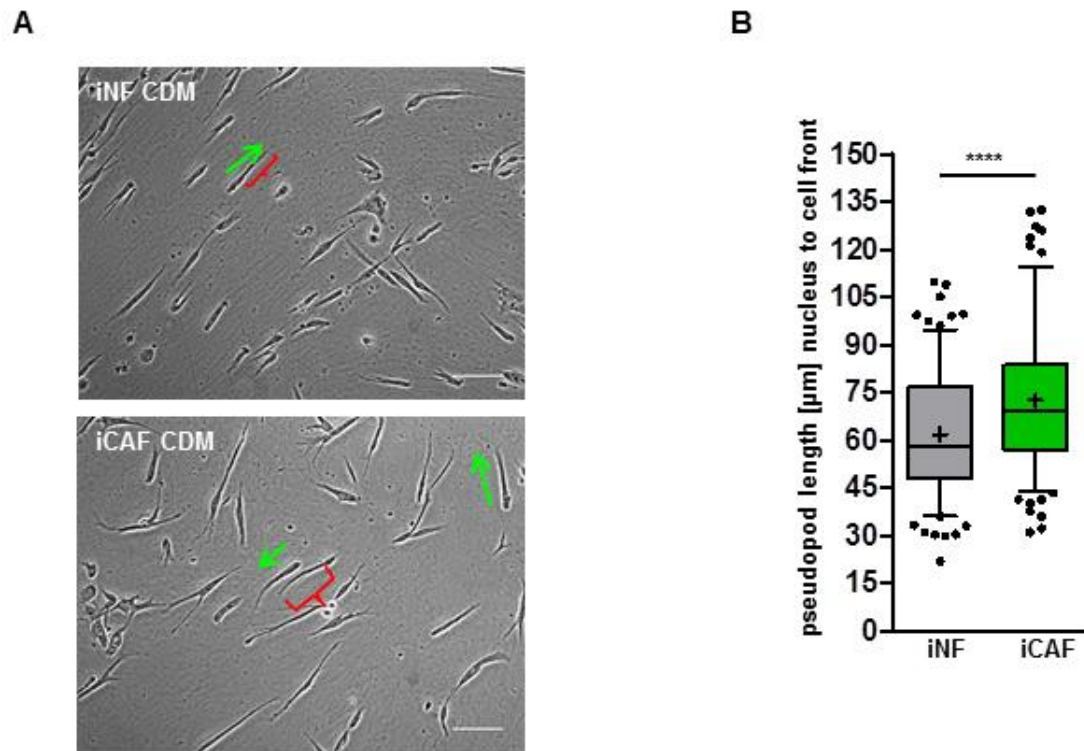 A
B
iNF CDM
iCAF CDM
pseudopod length [µm] nucleus to cell front
****
150
135
120
105
90
75
60
45
30
15
0
iNF iCAF